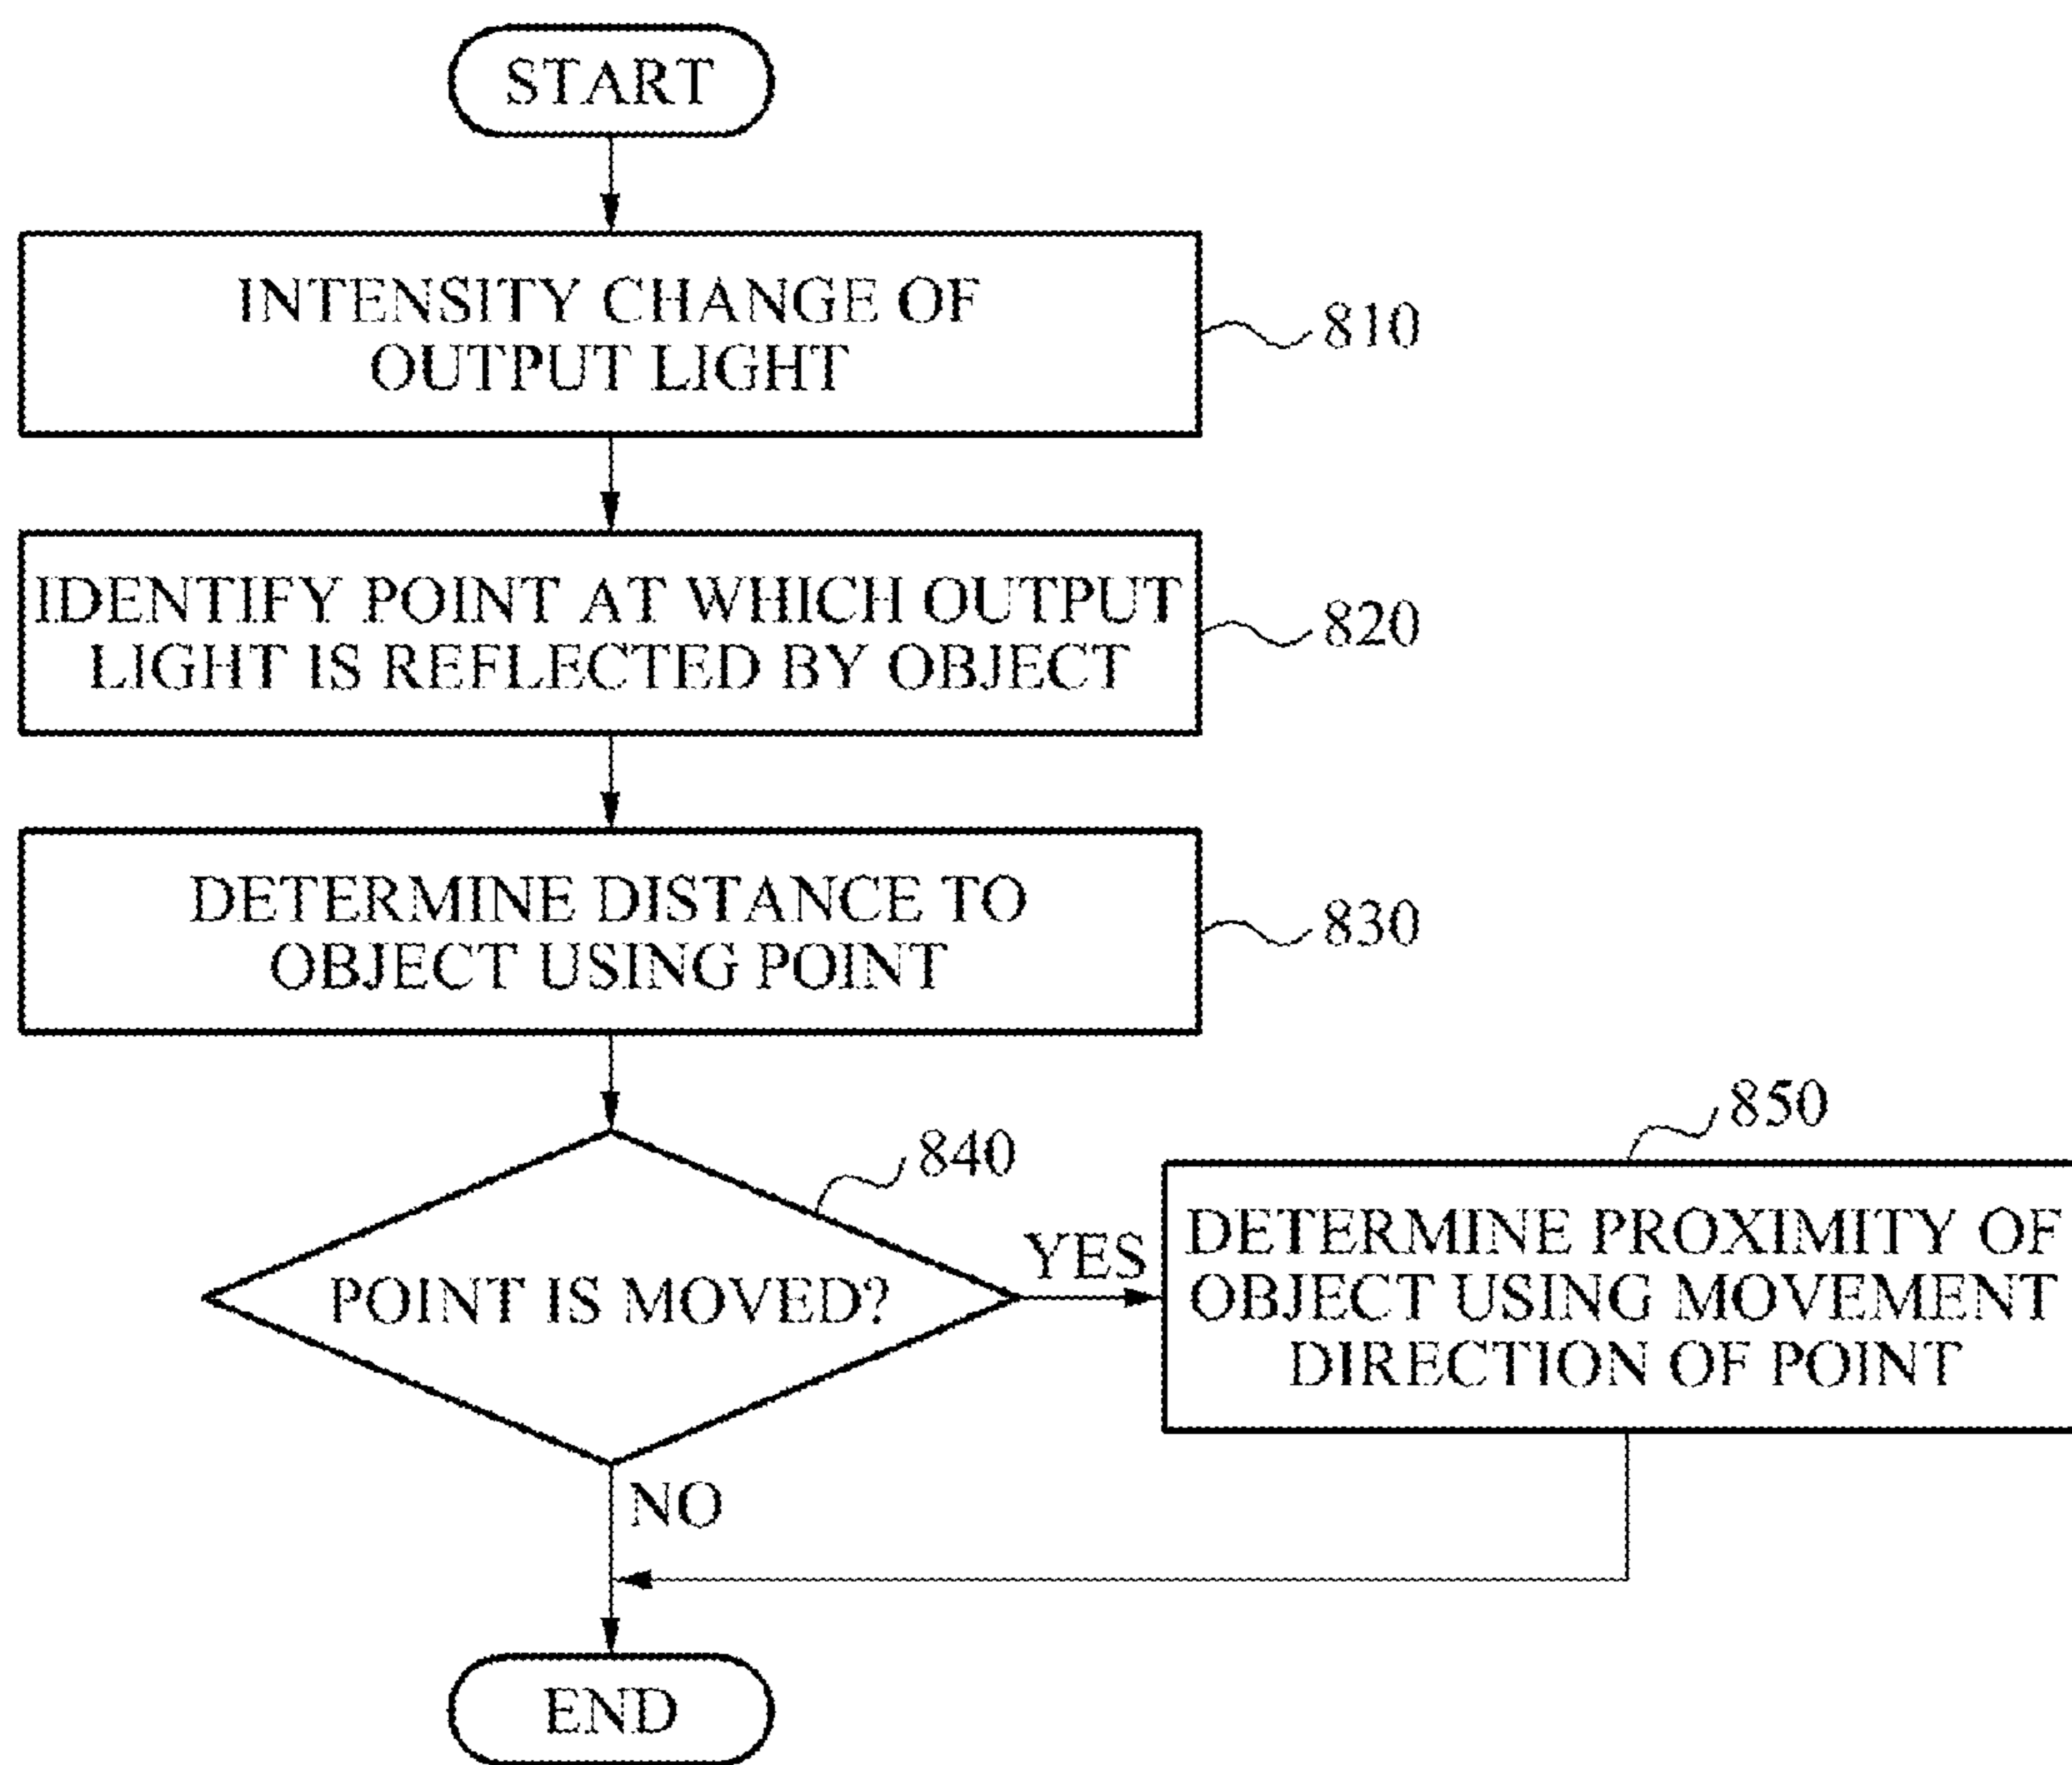 START
INTENSITY CHANGE OF
OUTPUT LIGHT
810
IDENTIFY POINT AT WHICH OUTPUT
LIGHT IS REFLECTED BY OBJECT
820
DETERMINE DISTANCE TO
OBJECT USING POINT
830
840
POINT IS MOVED?
YES
850
DETERMINE PROXIMITY OF
OBJECT USING MOVEMENT
DIRECTION OF POINT
NO
END